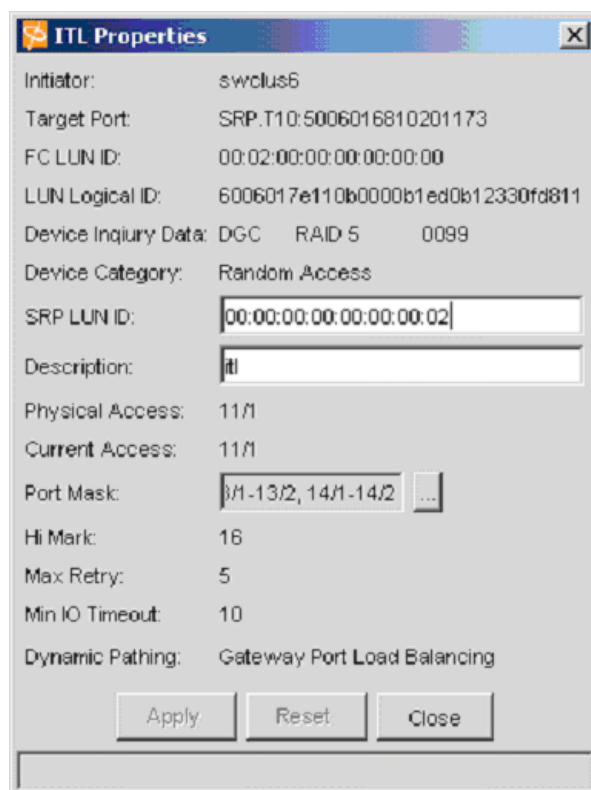 ITL Properties
Initiator: swclus6
Target Port: SRP.T10:5006016810201173
FC LUN ID: 00:02:00:00:00:00:00:00
LUN Logical ID: 6006017e110b0000b1ed0b12330fd811
Device Inqiury Data: DGC RAID 5 0099
Device Category: Random Access
SRP LUN ID: 00:00:00:00:00:00:00:02
Description: itl
Physical Access: 11/1
Current Access: 11/1
Port Mask: 3/1-13/2, 14/1-14/2 ...
Hi Mark: 16
Max Retry: 5
Min IO Timeout: 10
Dynamic Pathing: Gateway Port Load Balancing
Apply Reset Close